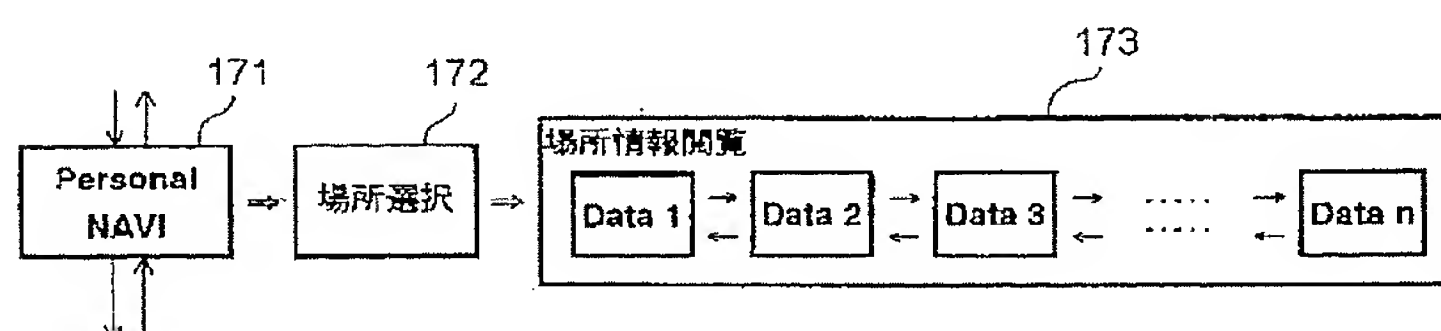 171
172
173
Personal
NAVI
場所選択
場所情報閲覧
Data 1
Data 2
Data 3
.....
.....
Data n